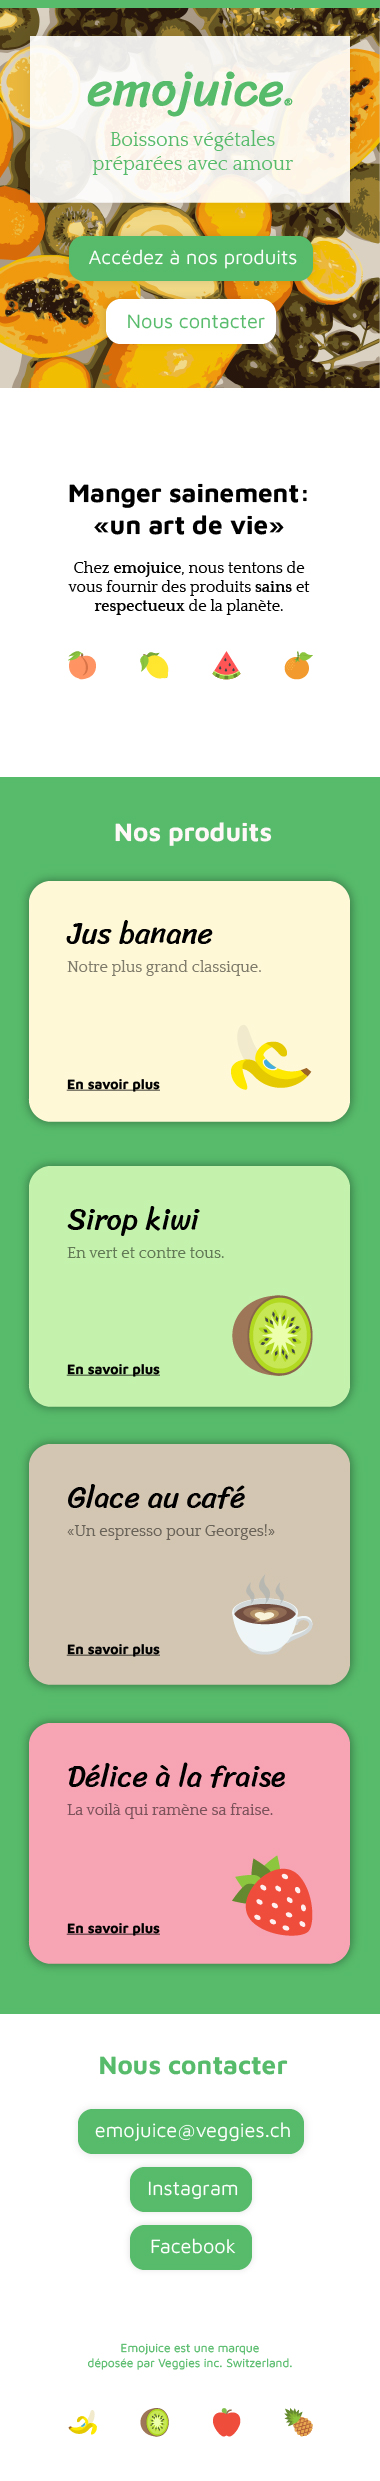 emojuice®
Boissons végétales
préparées avec amour
Accédez à nos produits
Nous contacter
Manger sainement:
«un art de vie»
Chez emojuice, nous tentons de
vous fournir des produits sains et
respectueux de la planète.
Nos produits
Jus banane
Notre plus grand classique.
En savoir plus
Sirop kiwi
En vert et contre tous.
En savoir plus
Glace au café
«Un espresso pour Georges!»
En savoir plus
Délice à la fraise
La voilà qui ramène sa fraise.
En savoir plus
Nous contacter
emojuice@veggies.ch
Instagram
Facebook
Emojuice est une marque
déposée par Veggies inc. Switzerland.